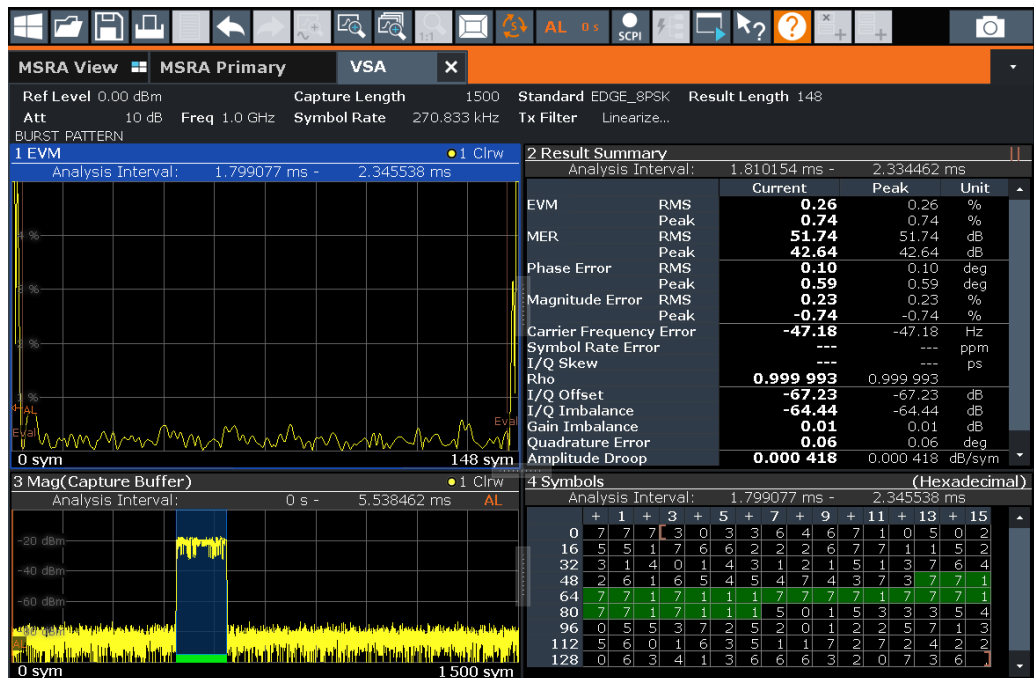 1:1 AL 0 s SCPI ? ?
MSRA View MSRA Primary VSA X
Ref Level 0.00 dBm Capture Length 1500 Standard EDGE_8PSK Res​ult Length 148
Att 10 dB Freq 1.0 GHz Symbol Rate 270.833 kHz Tx Filter Linearize...
BURST PATTERN
1 EVM 1 Clrw
Analysis Interval: 1.799077 ms - 2.345538 ms
4 %
1 %
AL
Eval Eval
0 sym 148 sym
2 Result Summary
Analysis Interval: 1.810154 ms - 2.334462 ms
Current Peak Unit
EVM RMS 0.26 0.26 %
Peak 0.74 0.74 %
MER RMS 51.74 51.74 dB
Peak 42.64 42.64 dB
Phase Error RMS 0.10 0.10 deg
Peak 0.59 0.59 deg
Magnitude Error RMS 0.23 0.23 %
Peak -0.74 -0.74 %
Carrier Frequency Error -47.18 -47.18 Hz
Symbol Rate Error --- --- ppm
I/Q Skew --- --- ps
Rho 0.999 993 0.999 993
I/Q Offset -67.23 -67.23 dB
I/Q Imbalance -64.44 -64.44 dB
Gain Imbalance 0.01 0.01 dB
Quadrature Error 0.06 0.06 deg
Amplitude Droop 0.000 418 0.000 418 dB/sym
3 Mag(Capture Buffer) 1 Clrw
Analysis Interval: 0 s - 5.538462 ms AL
-20 dBm
-40 dBm
-60 dBm
AL
0 sym 1500 sym
4 Symbols (Hexadecimal)
Analysis Interval: 1.799077 ms - 2.345538 ms
+ 1 + 3 + 5 + 7 + 9 + 11 + 13 + 15
0 7 7 7 3 0 3 3 6 4 6 7 1 0 5 0 2
16 5 5 1 7 6 6 2 2 2 6 7 7 1 1 5 2
32 3 1 4 0 1 4 3 1 2 1 5 1 3 7 6 4
48 2 6 1 6 5 4 5 4 7 4 3 7 3 7 7 1
64 7 7 1 7 1 1 1 7 7 7 7 1 7 7 7 1
80 7 7 1 7 1 1 1 5 0 1 5 3 3 3 5 4
96 0 5 5 3 7 2 5 2 0 1 2 2 5 7 1 3
112 5 6 0 1 6 3 5 1 1 7 2 7 2 4 2 2
128 0 6 3 4 1 3 6 6 6 3 2 0 7 3 6